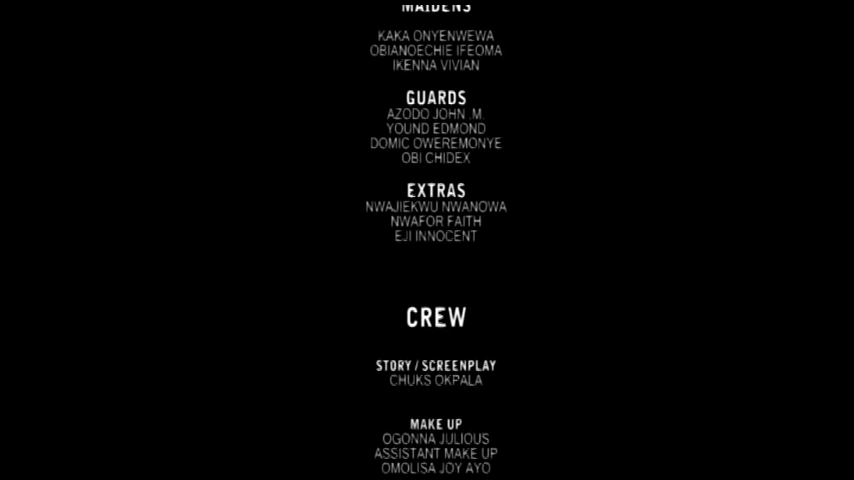 MAIDENS
KAKA ONYENWEWA
OBIANOECHIE IFEOMA
IKENNA VIVIAN
GUARDS
AZODO JOHN .M.
YOUND EDMOND
DOMIC OWEREMONYE
OBI CHIDEX
EXTRAS
NWAJIEKWU NWANOWA
NWAFOR FAITH
EJI INNOCENT
CREW
STORY / SCREENPLAY
CHUKS OKPALA
MAKE UP
OGONNA JULIOUS
ASSISTANT MAKE UP
OMOLISA JOY AYO